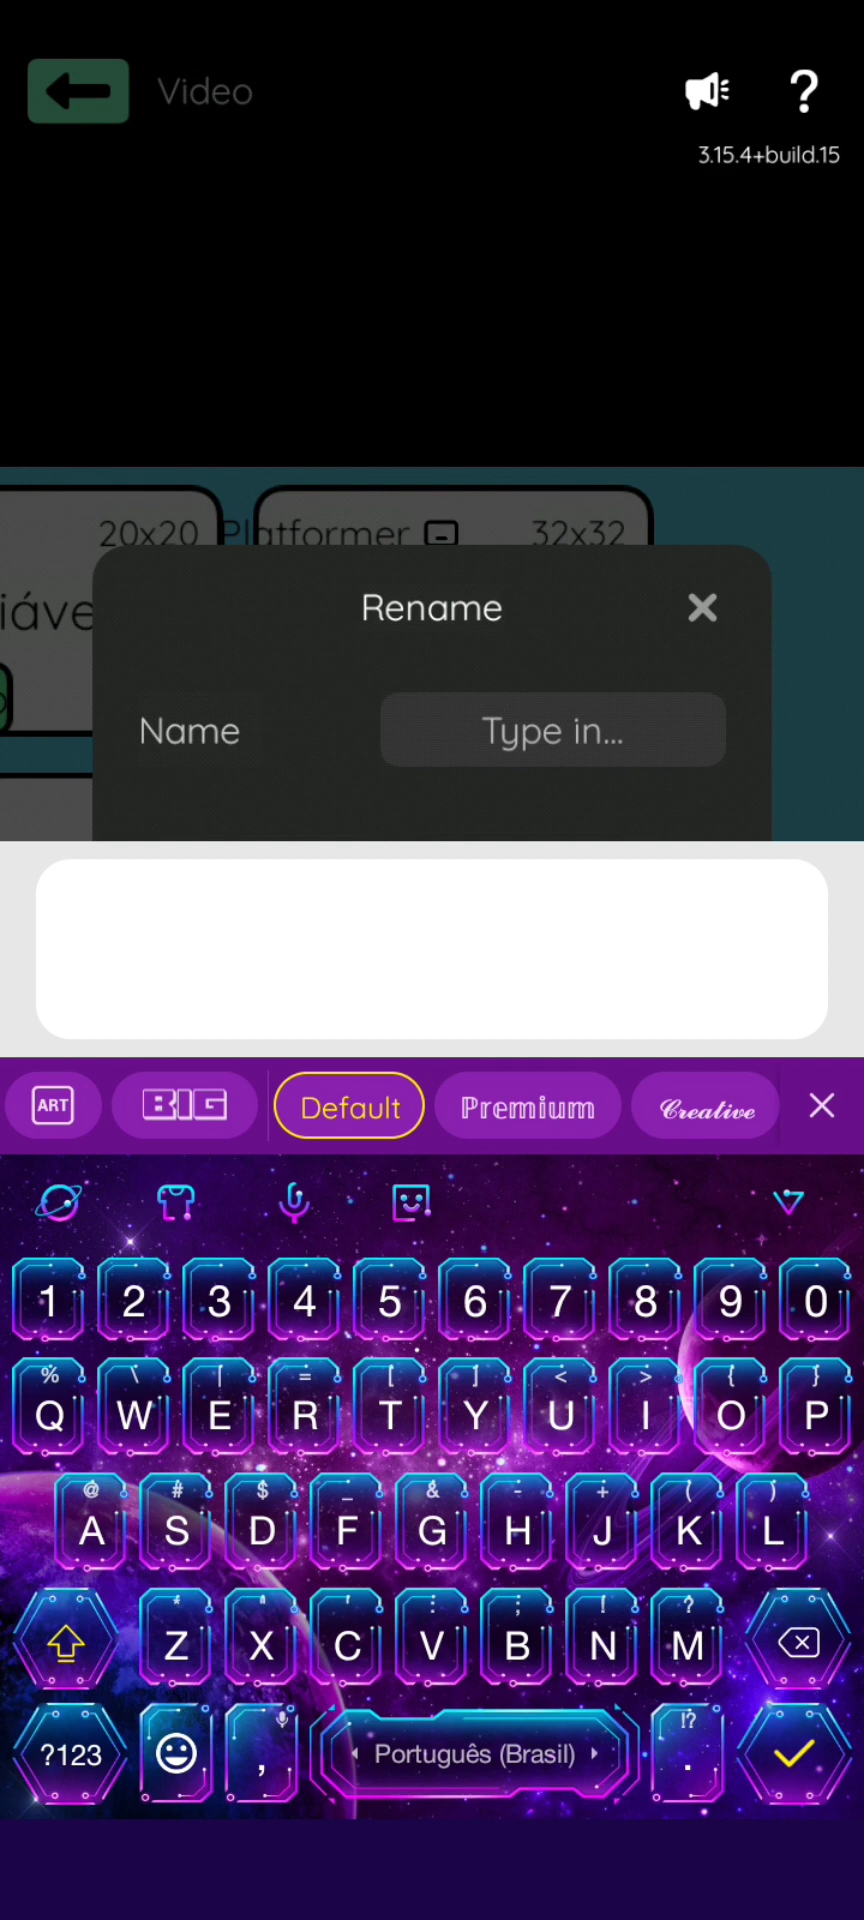 Video
?
3.15.4+build.15
20x20 Platformer 32x32
iáve
Rename
Name Type in...
ART BIG Default Premium Creative
1 2 3 4 5 6 7 8 9 0
% \ | = [ ] < > { }
Q W E R T Y U I O P
@ # $ _ & - + ( )
A S D F G H J K L
* " ' : ; ! ?
Z X C V B N M
!?
?123 , Português (Brasil) .